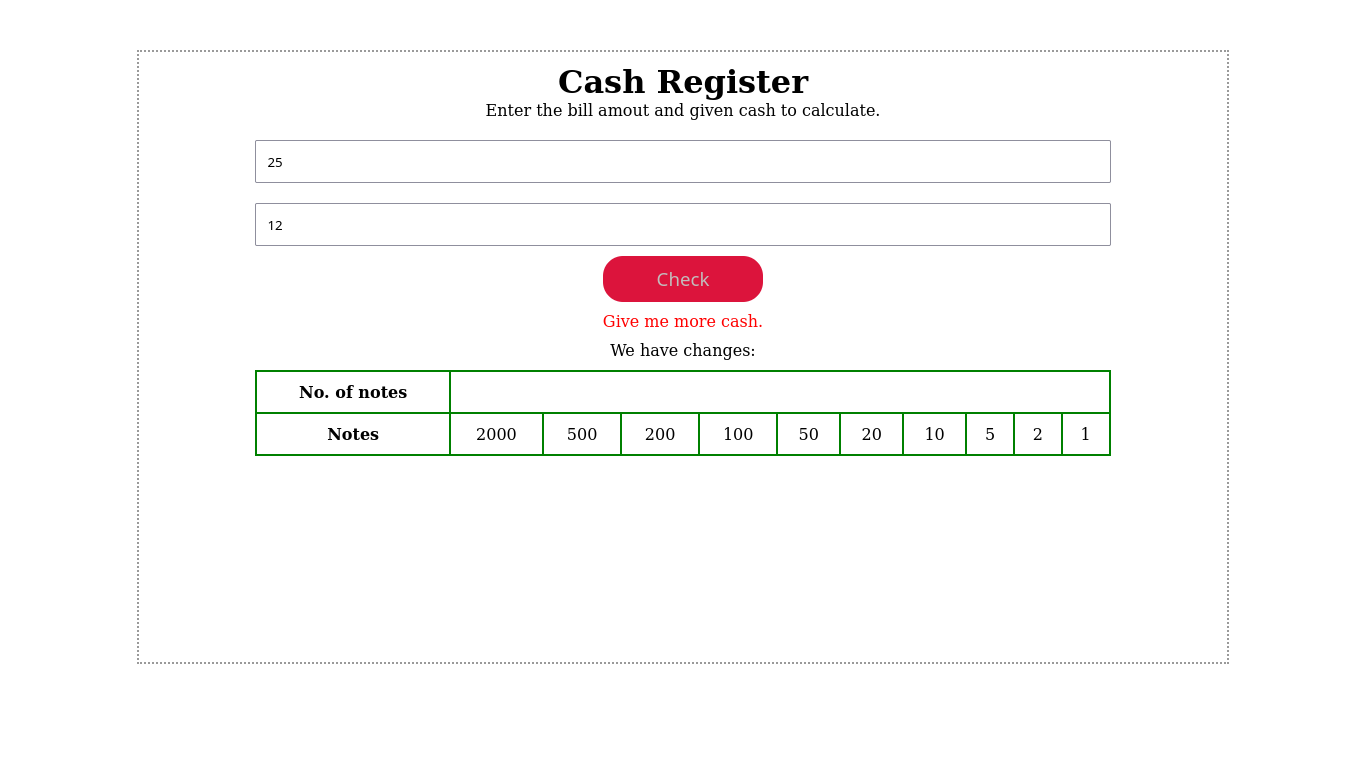 Cash Register
Enter the bill amout and given cash to calculate.
25
12
Check
Give me more cash.
We have changes:
No. of notes
Notes 2000 500 200 100 50 20 10 5 2 1